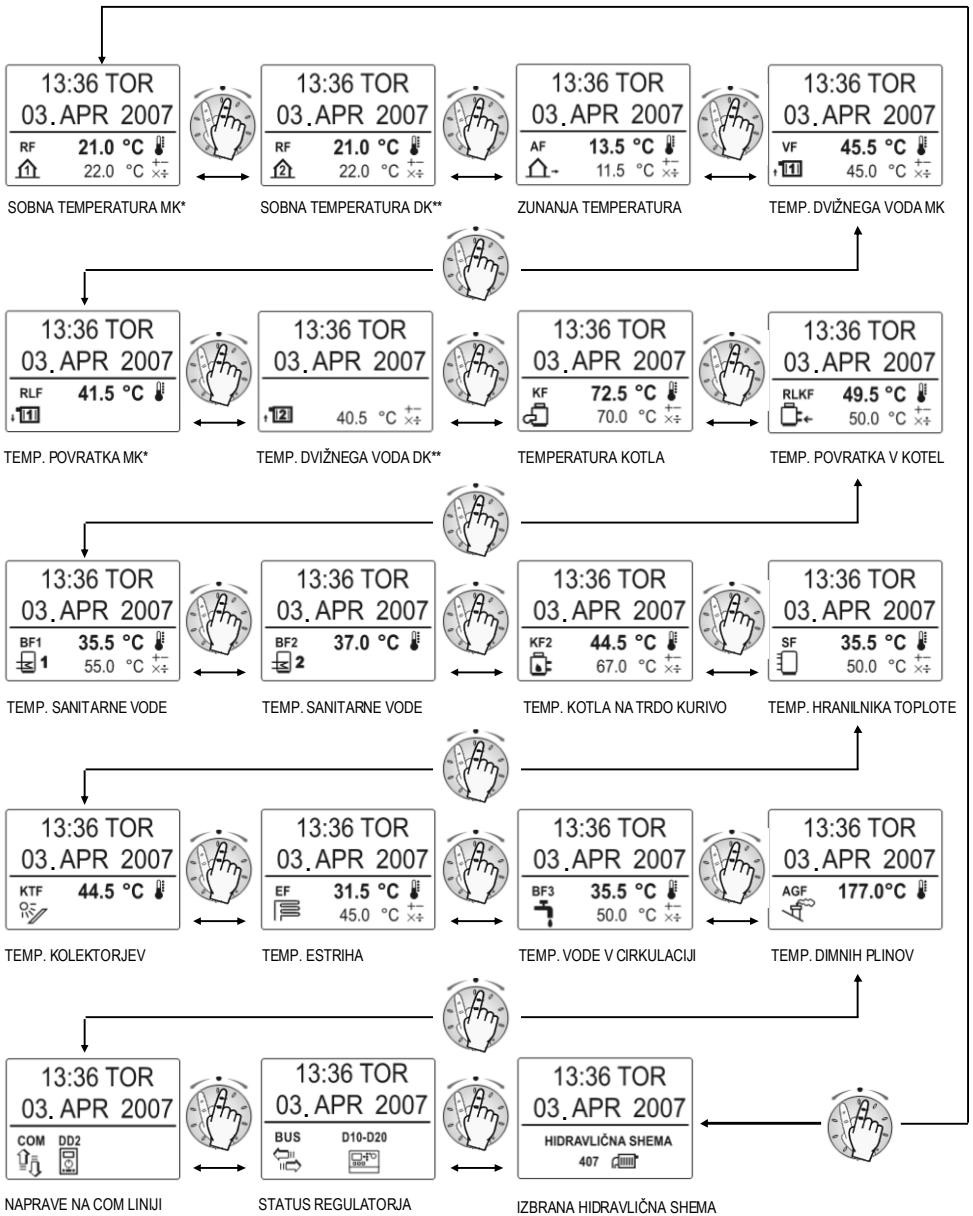 13:36 TOR
03. APR 2007
RF 21.0 °C
1 22.0 °C +− ×÷
SOBNA TEMPERATURA MK*
13:36 TOR
03. APR 2007
RF 21.0 °C
2 22.0 °C +− ×÷
SOBNA TEMPERATURA DK**
13:36 TOR
03. APR 2007
AF 13.5 °C
11.5 °C +− ×÷
ZUNANJA TEMPERATURA
13:36 TOR
03. APR 2007
VF 45.5 °C
1 45.0 °C +− ×÷
TEMP. DVIŽNEGA VODA MK
13:36 TOR
03. APR 2007
RLF 41.5 °C
1
TEMP. POVRATKA MK*
13:36 TOR
03. APR 2007
2 40.5 °C +− ×÷
TEMP. DVIŽNEGA VODA DK**
13:36 TOR
03. APR 2007
KF 72.5 °C
70.0 °C +− ×÷
TEMPERATURA KOTLA
13:36 TOR
03. APR 2007
RLKF 49.5 °C
50.0 °C +− ×÷
TEMP. POVRATKA V KOTEL
13:36 TOR
03. APR 2007
BF1 35.5 °C
1 55.0 °C +− ×÷
TEMP. SANITARNE VODE
13:36 TOR
03. APR 2007
BF2 37.0 °C
2
TEMP. SANITARNE VODE
13:36 TOR
03. APR 2007
KF2 44.5 °C
67.0 °C +− ×÷
TEMP. KOTLA NA TRDO KURIVO
13:36 TOR
03. APR 2007
SF 35.5 °C
50.0 °C +− ×÷
TEMP. HRANILNIKA TOPLOTE
13:36 TOR
03. APR 2007
KTF 44.5 °C
TEMP. KOLEKTORJEV
13:36 TOR
03. APR 2007
EF 31.5 °C
45.0 °C +− ×÷
TEMP. ESTRIHA
13:36 TOR
03. APR 2007
BF3 35.5 °C
50.0 °C +− ×÷
TEMP. VODE V CIRKULACIJI
13:36 TOR
03. APR 2007
AGF 177.0°C
TEMP. DIMNIH PLINOV
13:36 TOR
03. APR 2007
COM DD2
NAPRAVE NA COM LINIJI
13:36 TOR
03. APR 2007
BUS D10-D20
STATUS REGULATORJA
13:36 TOR
03. APR 2007
HIDRAVLIČNA SHEMA
407
IZBRANA HIDRAVLIČNA SHEMA